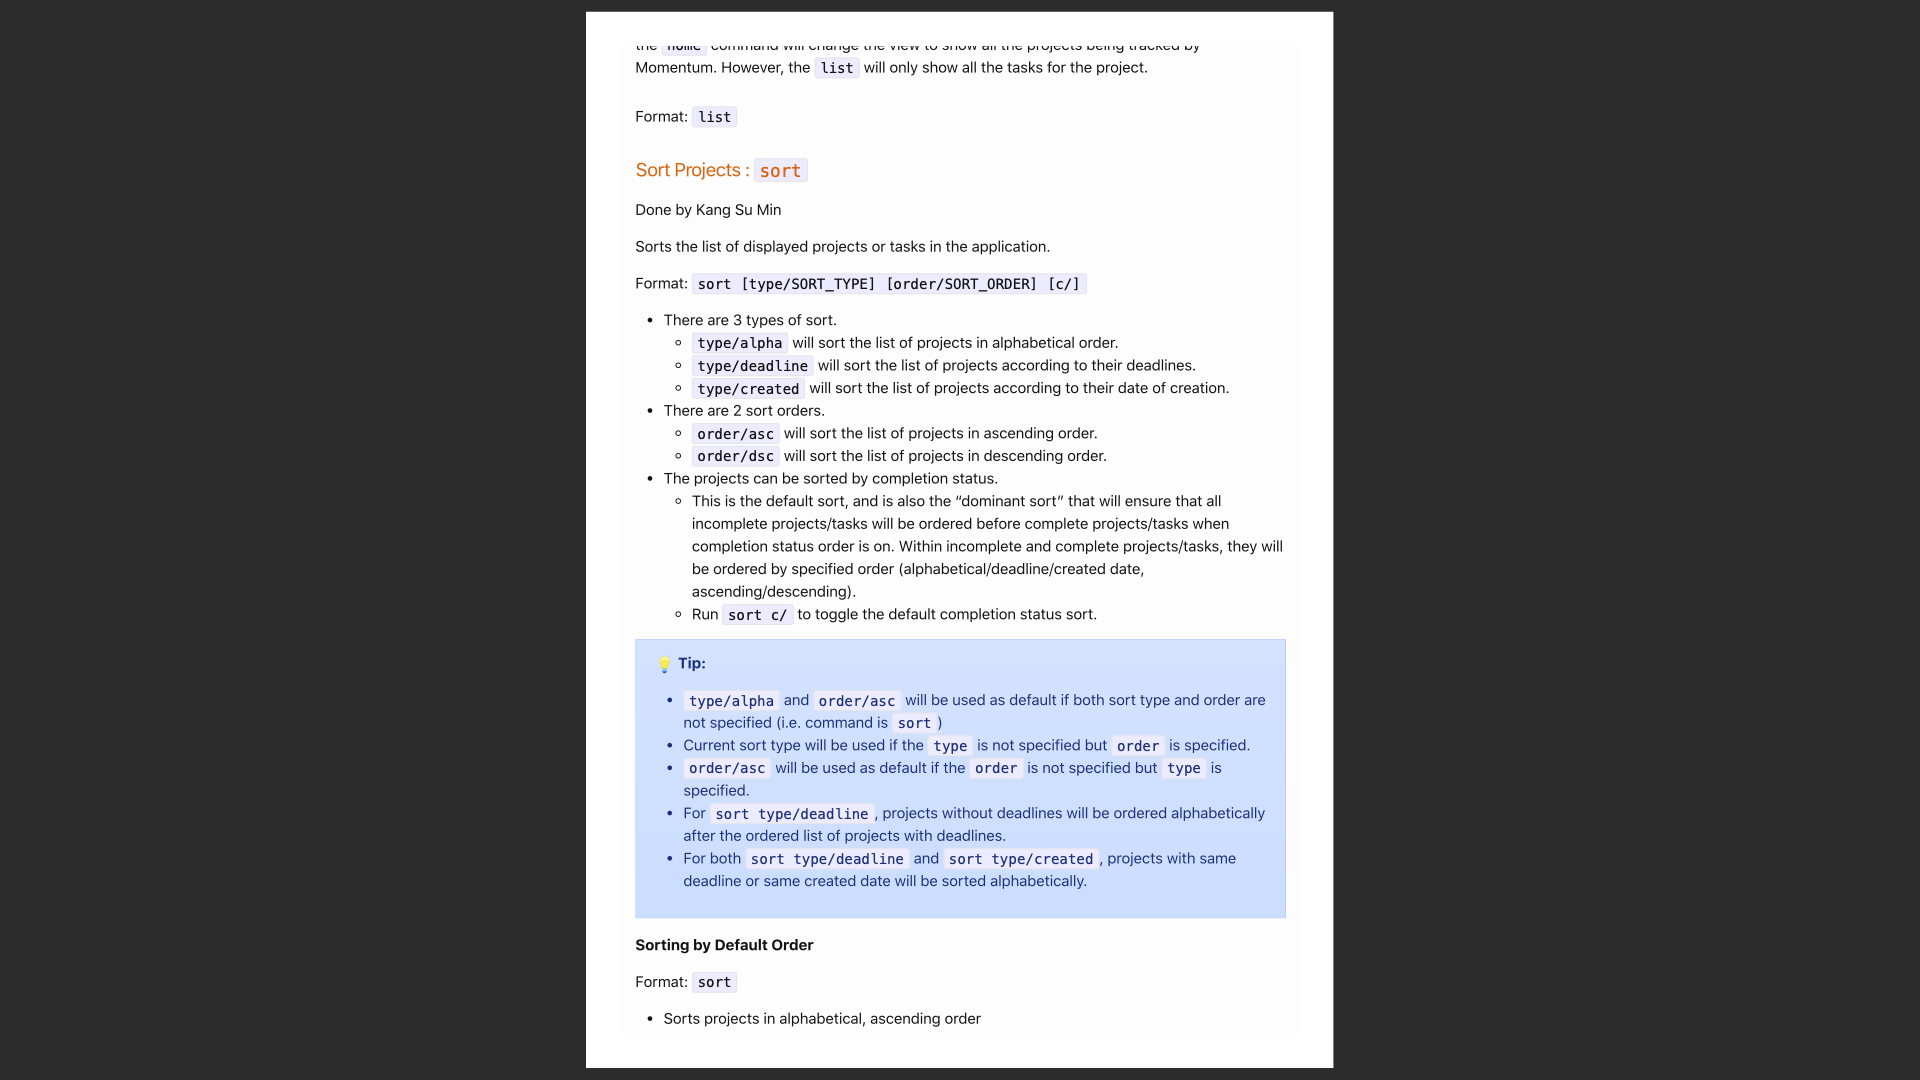 the home command will change the view to show all the projects being tracked by
Momentum. However, the list will only show all the tasks for the project.
Format: list
Sort Projects : sort
Done by Kang Su Min
Sorts the list of displayed projects or tasks in the application.
Format: sort [type/SORT_TYPE] [order/SORT_ORDER] [c/]
• There are 3 types of sort.
◦ type/alpha will sort the list of projects in alphabetical order.
◦ type/deadline will sort the list of projects according to their deadlines.
◦ type/created will sort the list of projects according to their date of creation.
• There are 2 sort orders.
◦ order/asc will sort the list of projects in ascending order.
◦ order/dsc will sort the list of projects in descending order.
• The projects can be sorted by completion status.
◦ This is the default sort, and is also the “dominant sort” that will ensure that all
incomplete projects/tasks will be ordered before complete projects/tasks when
completion status order is on. Within incomplete and complete projects/tasks, they will
be ordered by specified order (alphabetical/deadline/created date,
ascending/descending).
◦ Run sort c/ to toggle the default completion status sort.
💡 Tip:
• type/alpha and order/asc will be used as default if both sort type and order are
not specified (i.e. command is sort )
• Current sort type will be used if the type is not specified but order is specified.
• order/asc will be used as default if the order is not specified but type is
specified.
• For sort type/deadline , projects without deadlines will be ordered alphabetically
after the ordered list of projects with deadlines.
• For both sort type/deadline and sort type/created , projects with same
deadline or same created date will be sorted alphabetically.
Sorting by Default Order
Format: sort
• Sorts projects in alphabetical, ascending order